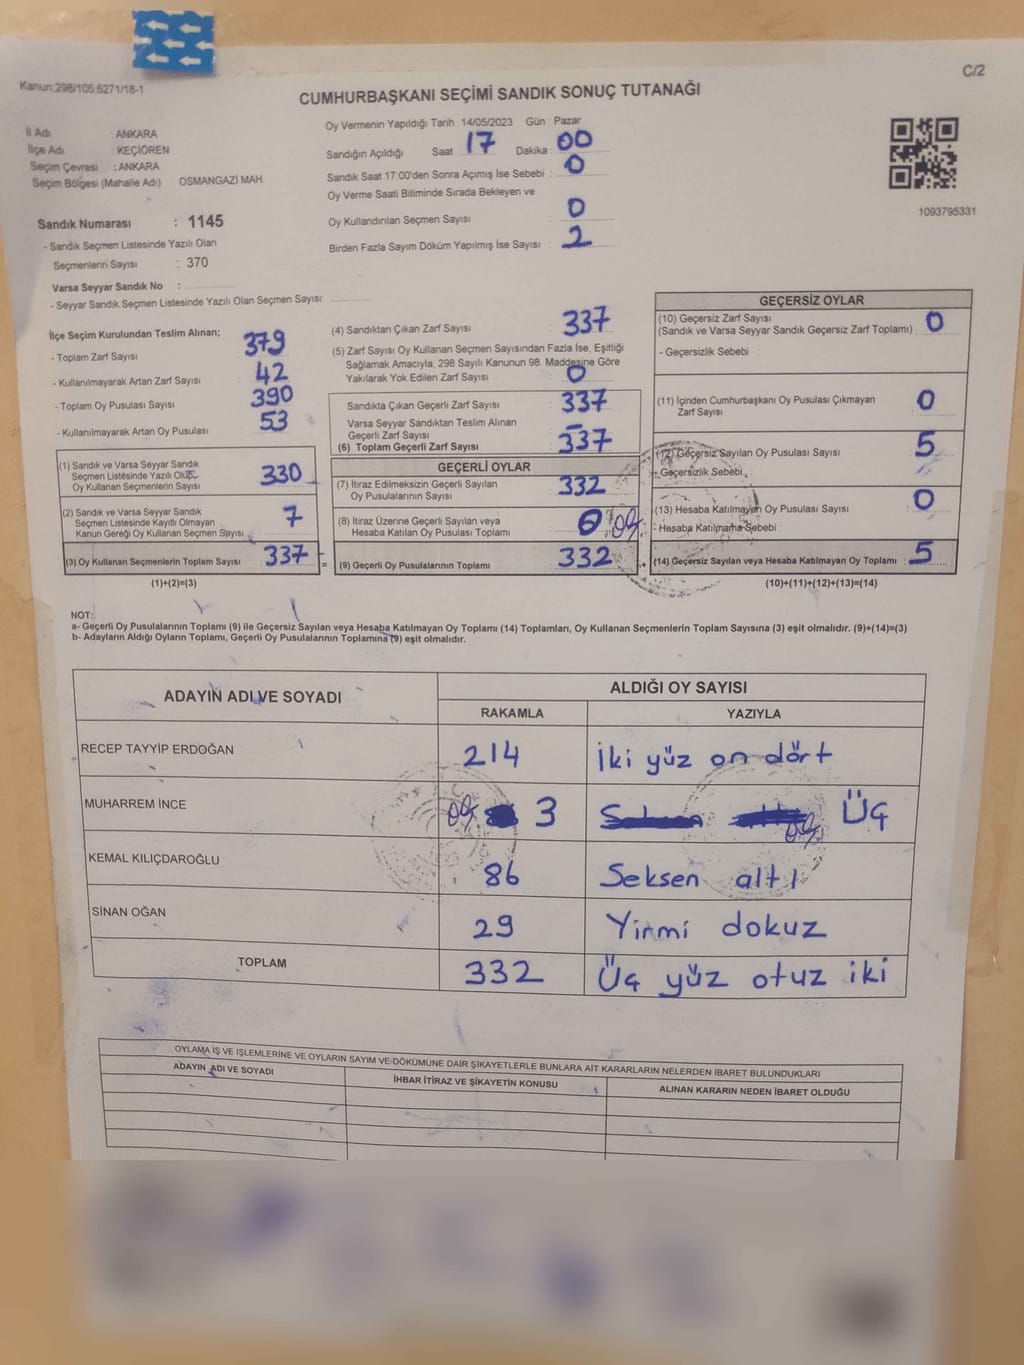 C/2
Kanun;298/105;6271/18-1
CUMHURBAŞKANI SEÇİMİ SANDIK SONUÇ TUTANAĞI
İl Adı : ANKARA
İlçe Adı : KEÇİÖREN
Seçim Çevresi : ANKARA
Seçim Bölgesi (Mahalle Adı) : OSMANGAZİ MAH.
Sandık Numarası : 1145
- Sandık Seçmen Listesinde Yazılı Olan
Seçmenlerin Sayısı : 370
Varsa Seyyar Sandık No :
- Seyyar Sandık Seçmen Listesinde Yazılı Olan Seçmen Sayısı:
Oy Vermenin Yapıldığı Tarih :14/05/2023 Gün : Pazar
Sandığın Açıldığı Saat : 17 Dakika : 00
Sandık Saat 17:00'den Sonra Açımış İse Sebebi : 0
Oy Verme Saati Bitiminde Sırada Bekleyen ve
Oy Kullandırılan Seçmen Sayısı : 0
Birden Fazla Sayım Döküm Yapılmış İse Sayısı : 2
1093795331
İlçe Seçim Kurulundan Teslim Alınan;
- Toplam Zarf Sayısı : 379
- Kullanılmayarak Artan Zarf Sayısı : 42
- Toplam Oy Pusulası Sayısı : 390
- Kullanılmayarak Artan Oy Pusulası : 53
(1) Sandık ve Varsa Seyyar Sandık
Seçmen Listesinde Yazılı Olup
Oy Kullanan Seçmenlerin Sayısı : 330
(2) Sandık ve Varsa Seyyar Sandık
Seçmen Listesinde Kayıtlı Olmayan
Kanun Gereği Oy Kullanan Seçmen Sayısı : 7
(3) Oy Kullanan Seçmenlerin Toplam Sayısı : 337 =
(1)+(2)=(3)
(4) Sandıktan Çıkan Zarf Sayısı : 337
(5) Zarf Sayısı Oy Kullanan Seçmen Sayısından Fazla İse, Eşitliği
Sağlamak Amacıyla, 298 Sayılı Kanunun 98. Maddesine Göre
Yakılarak Yok Edilen Zarf Sayısı : 0
Sandıkta Çıkan Geçerli Zarf Sayısı : 337
Varsa Seyyar Sandıktan Teslim Alınan
Geçerli Zarf Sayısı : –
(6) Toplam Geçerli Zarf Sayısı : 337
GEÇERLİ OYLAR
(7) İtiraz Edilmeksizin Geçerli Sayılan
Oy Pusulalarının Sayısı : 332
(8) İtiraz Üzerine Geçerli Sayılan veya
Hesaba Katılan Oy Pusulası Toplamı : 0
(9) Geçerli Oy Pusulalarının Toplamı : 332 +
GEÇERSİZ OYLAR
(10) Geçersiz Zarf Sayısı
(Sandık ve Varsa Seyyar Sandık Geçersiz Zarf Toplamı) : 0
- Geçersizlik Sebebi :
(11) İçinden Cumhurbaşkanı Oy Pusulası Çıkmayan
Zarf Sayısı : 0
(12) Geçersiz Sayılan Oy Pusulası Sayısı : 5
- Geçersizlik Sebebi :
(13) Hesaba Katılmayan Oy Pusulası Sayısı : 0
- Hesaba Katılmama Sebebi :
(14) Geçersiz Sayılan veya Hesaba Katılmayan Oy Toplamı : 5
(10)+(11)+(12)+(13)=(14)
NOT:
a- Geçerli Oy Pusulalarının Toplamı (9) ile Geçersiz Sayılan veya Hesaba Katılmayan Oy Toplamı (14) Toplamları, Oy Kullanan Seçmenlerin Toplam Sayısına (3) eşit olmalıdır. (9)+(14)=(3)
b- Adayların Aldığı Oyların Toplamı, Geçerli Oy Pusulalarının Toplamına (9) eşit olmalıdır.
ADAYIN ADI VE SOYADI
ALDIĞI OY SAYISI
RAKAMLA YAZIYLA
RECEP TAYYİP ERDOĞAN 214 İki yüz on dört
MUHARREM İNCE 3 Üç
KEMAL KILIÇDAROĞLU 86 Seksen altı
SİNAN OĞAN 29 Yirmi dokuz
TOPLAM 332 Üç yüz otuz iki
OYLAMA İŞ VE İŞLEMLERİNE VE OYLARIN SAYIM VE DÖKÜMÜNE DAİR ŞİKAYETLERLE BUNLARA AİT KARARLARIN NELERDEN İBARET BULUNDUKLARI
ADAYIN ADI VE SOYADI İHBAR İTİRAZ VE ŞİKAYETİN KONUSU ALINAN KARARIN NEDEN İBARET OLDUĞU